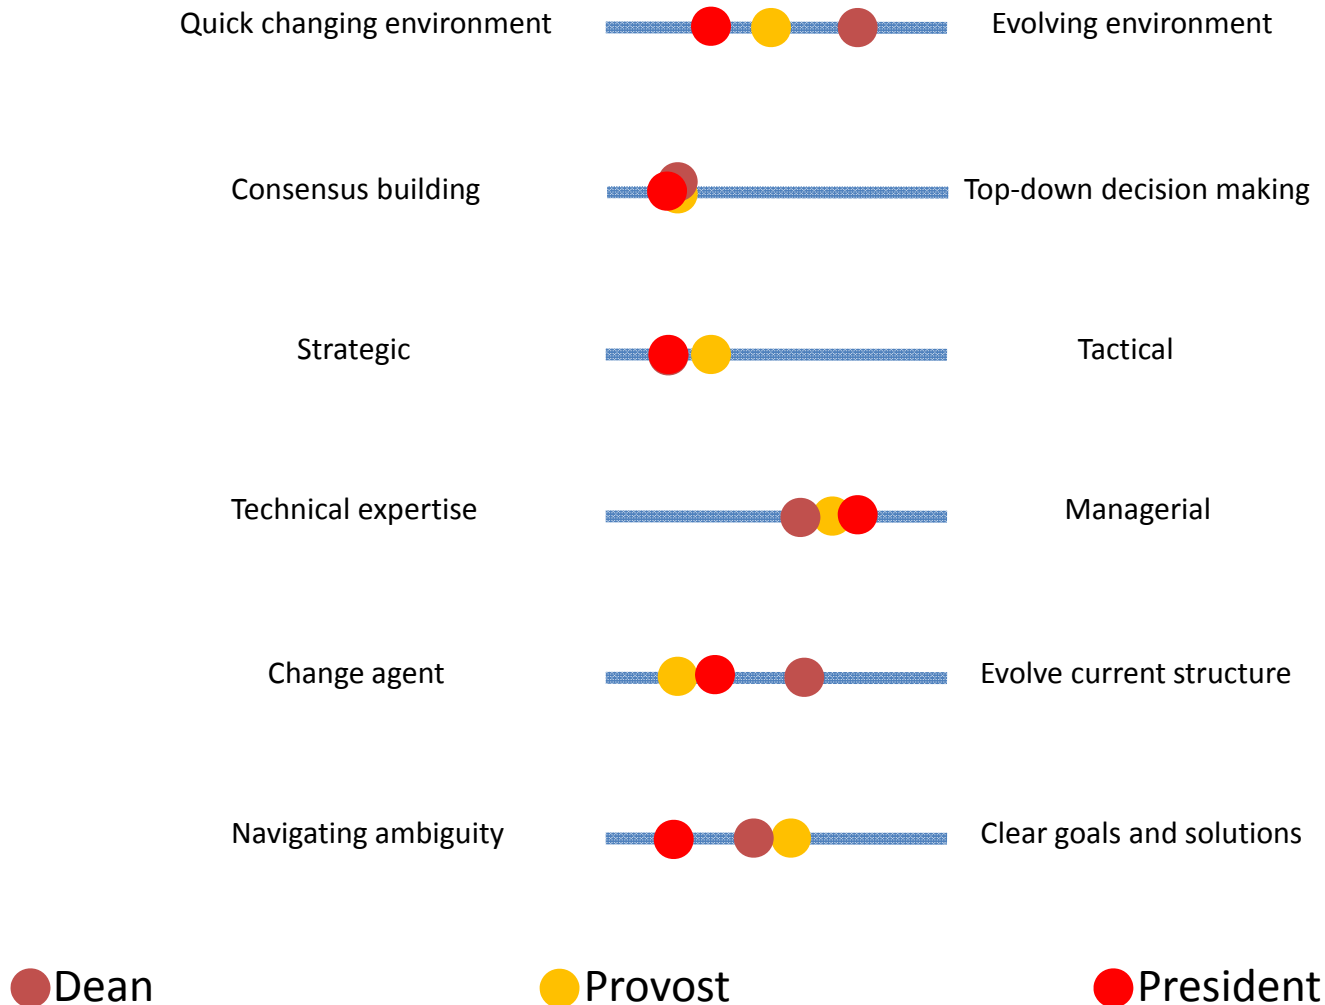 Quick changing environment Evolving environment
Consensus building Top-down decision making
Strategic Tactical
Technical expertise Managerial
Change agent Evolve current structure
Navigating ambiguity Clear goals and solutions
Dean Provost President